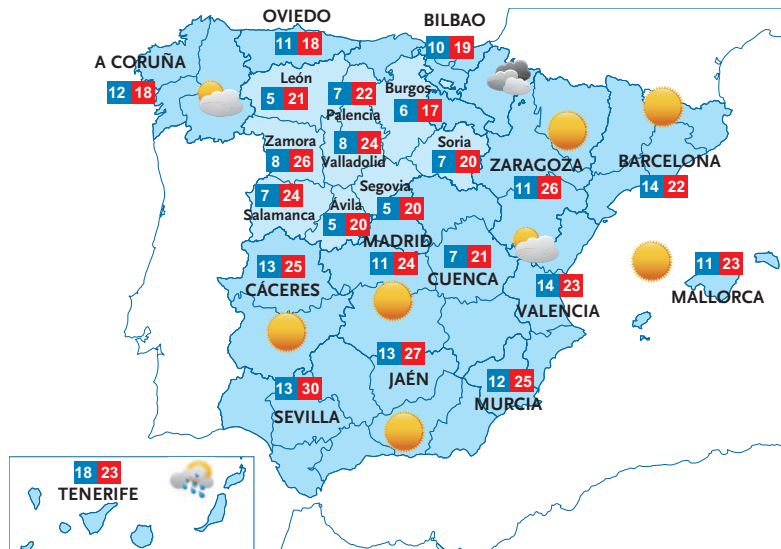 OVIEDO
11 18
BILBAO
10 19
A CORUÑA
12 18
León
5 21
7 22
Palencia
Burgos
6 17
Zamora
8 26
8 24
Valladolid
Soria
7 20
ZARAGOZA
11 26
BARCELONA
14 22
7 24
Salamanca
Ávila
5 20
Segovia
5 20
MADRID
11 24
7 21
CUENCA
13 25
CÁCERES
14 23
VALENCIA
11 23
MALLORCA
13 27
JAÉN
12 25
MURCIA
13 30
SEVILLA
18 23
TENERIFE